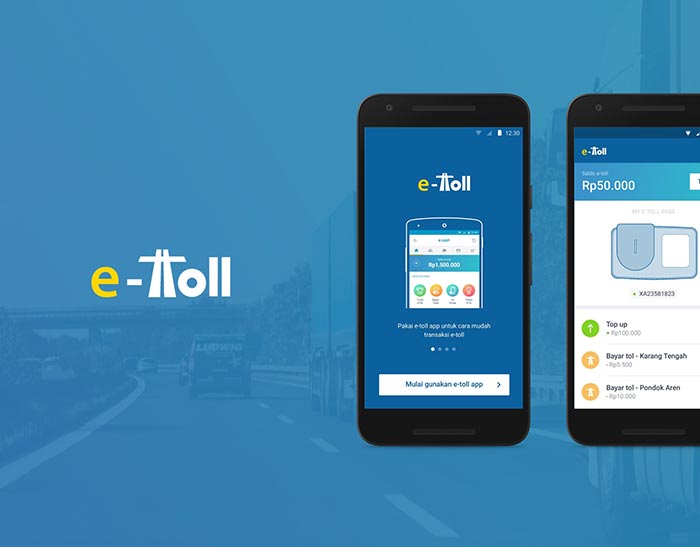 e-Toll
LUDWIG
12:30
e-Toll
e-cash
Rp1.500.000
Pakai e-toll app untuk cara mudah
transaksi e-toll
Mulai gunakan e-toll app
e-Toll
Saldo e-toll
Rp50.000
MY E-TOLL PASS
XA23581823
Top up
+ Rp100.000
Bayar tol - Karang Tengah
- Rp5.500
Bayar tol - Pondok Aren
- Rp10.000